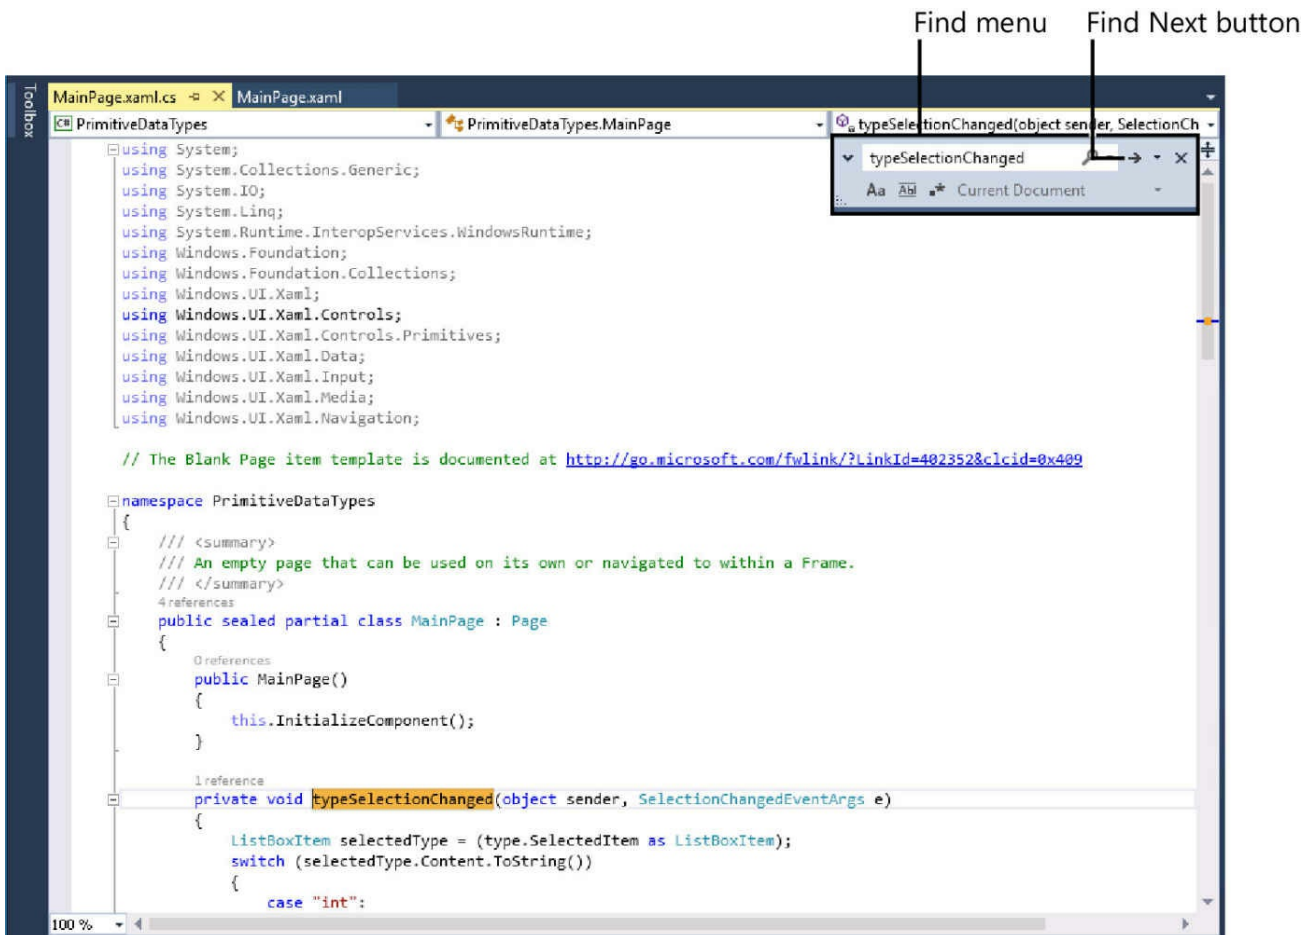 Find menu Find Next button
Toolbox
MainPage.xaml.cs MainPage.xaml
C# PrimitiveDataTypes PrimitiveDataTypes.MainPage typeSelectionChanged(object sender, SelectionCh
typeSelectionChanged
Aa Abl .* Current Document
using System;
using System.Collections.Generic;
using System.IO;
using System.Linq;
using System.Runtime.InteropServices.WindowsRuntime;
using Windows.Foundation;
using Windows.Foundation.Collections;
using Windows.UI.Xaml;
using Windows.UI.Xaml.Controls;
using Windows.UI.Xaml.Controls.Primitives;
using Windows.UI.Xaml.Data;
using Windows.UI.Xaml.Input;
using Windows.UI.Xaml.Media;
using Windows.UI.Xaml.Navigation;
// The Blank Page item template is documented at http://go.microsoft.com/fwlink/?LinkId=402352&clcid=0x409
namespace PrimitiveDataTypes
{
/// <summary>
/// An empty page that can be used on its own or navigated to within a Frame.
/// </summary>
4 references
public sealed partial class MainPage : Page
{
0 references
public MainPage()
{
this.InitializeComponent();
}
1 reference
private void typeSelectionChanged(object sender, SelectionChangedEventArgs e)
{
ListBoxItem selectedType = (type.SelectedItem as ListBoxItem);
switch (selectedType.Content.ToString())
{
case "int":
100 %